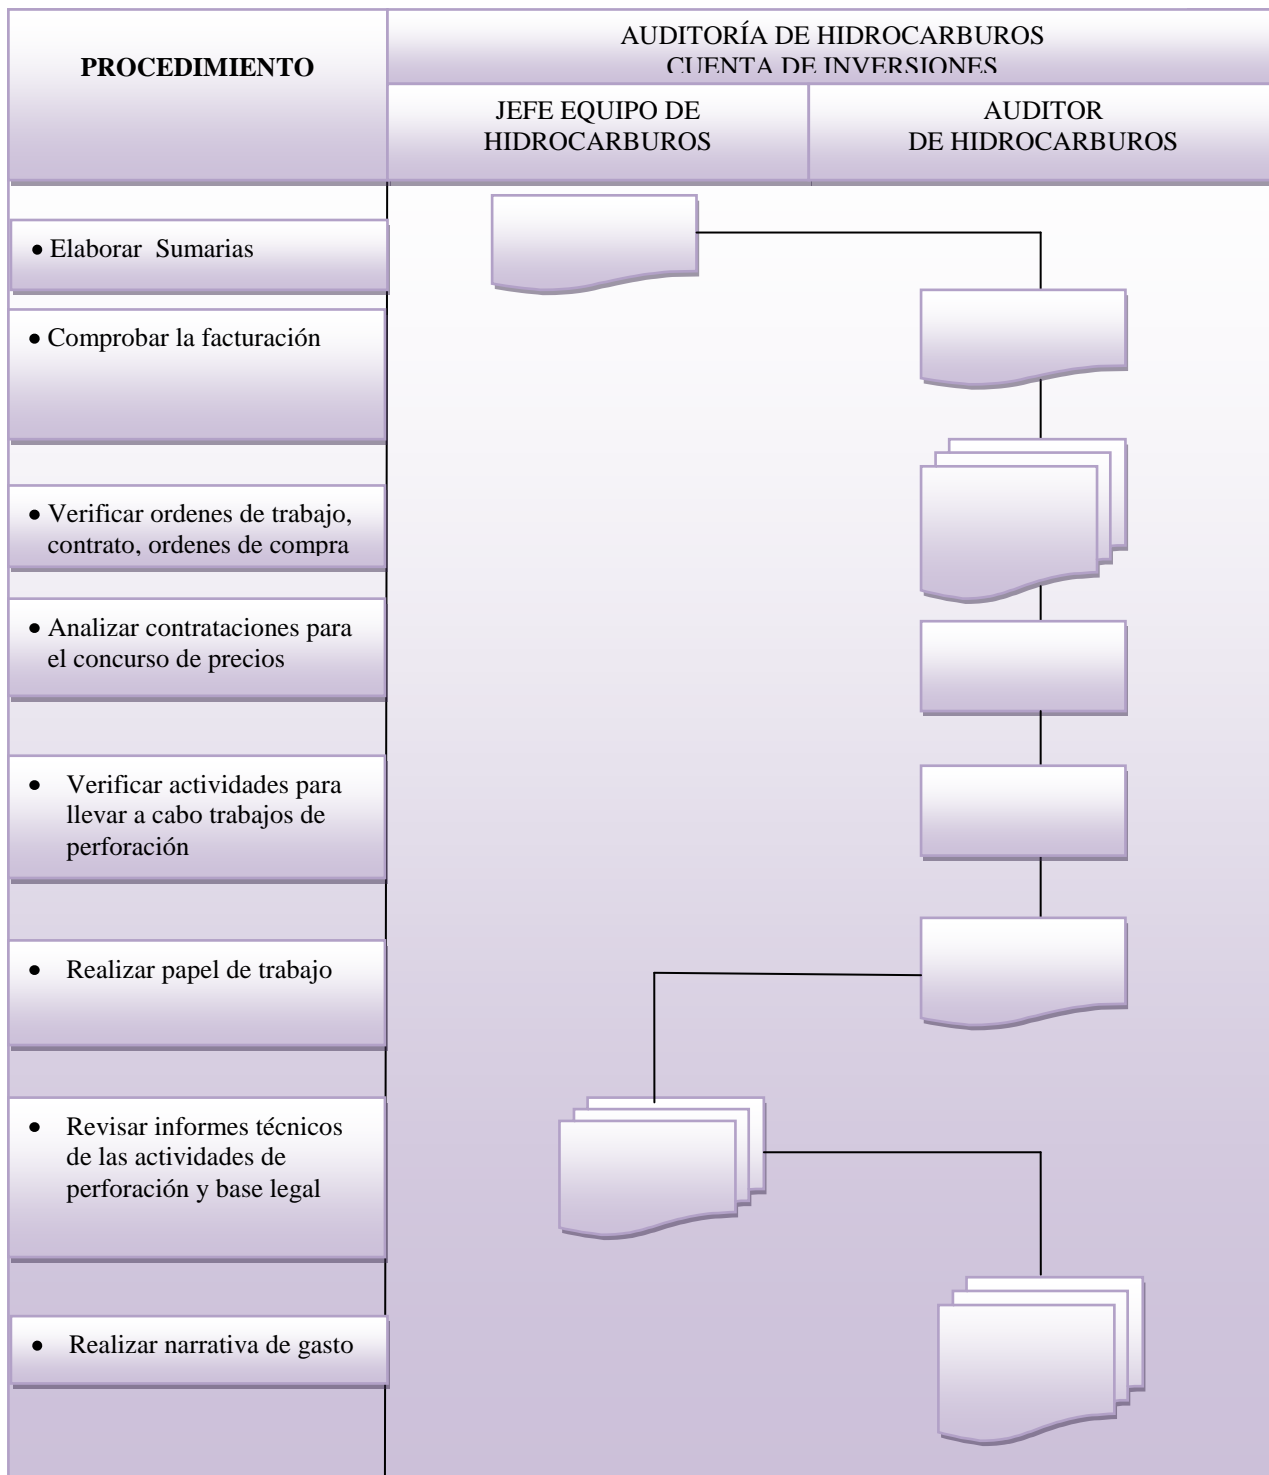 PROCEDIMIENTO
AUDITORÍA DE HIDROCARBUROS
CUENTA DE INVERSIONES
JEFE EQUIPO DE
HIDROCARBUROS
AUDITOR
DE HIDROCARBUROS
• Elaborar Sumarias
• Comprobar la facturación
• Verificar ordenes de trabajo,
contrato, ordenes de compra
• Analizar contrataciones para
el concurso de precios
• Verificar actividades para
llevar a cabo trabajos de
perforación
• Realizar papel de trabajo
• Revisar informes técnicos
de las actividades de
perforación y base legal
• Realizar narrativa de gasto